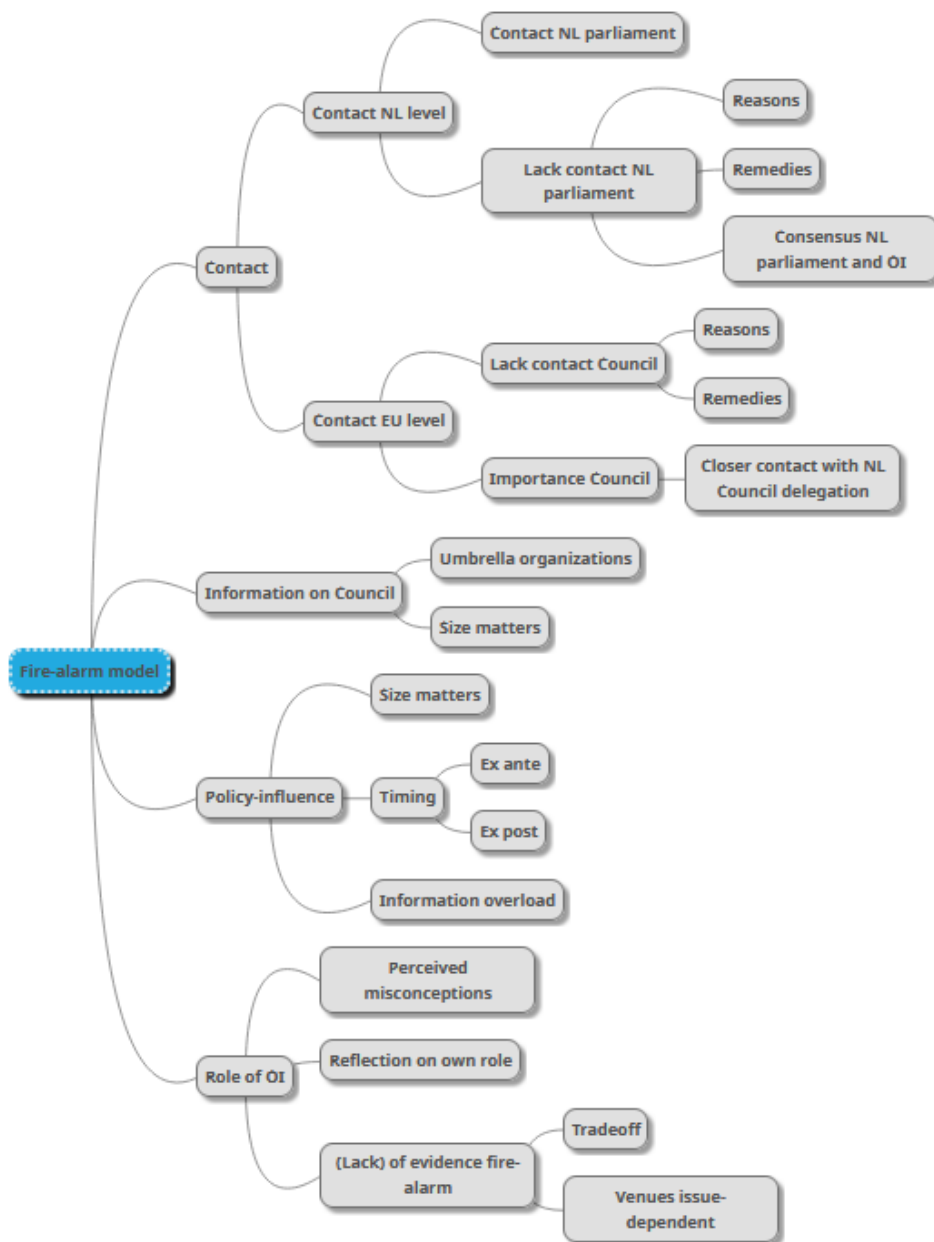 Contact NL parliament
Reasons
Contact NL level
Lack contact NL
parliament
Remedies
Consensus NL
parliament and OI
Contact
Reasons
Lack contact Council
Remedies
Contact EU level
Closer contact with NL
Council delegation
Importance Council
Umbrella organizations
Information on Council
Size matters
Fire-alarm model
Size matters
Ex ante
Policy-influence
Timing
Ex post
Information overload
Perceived
misconceptions
Reflection on own role
Role of OI
Tradeoff
(Lack) of evidence fire-
alarm
Venues issue-
dependent